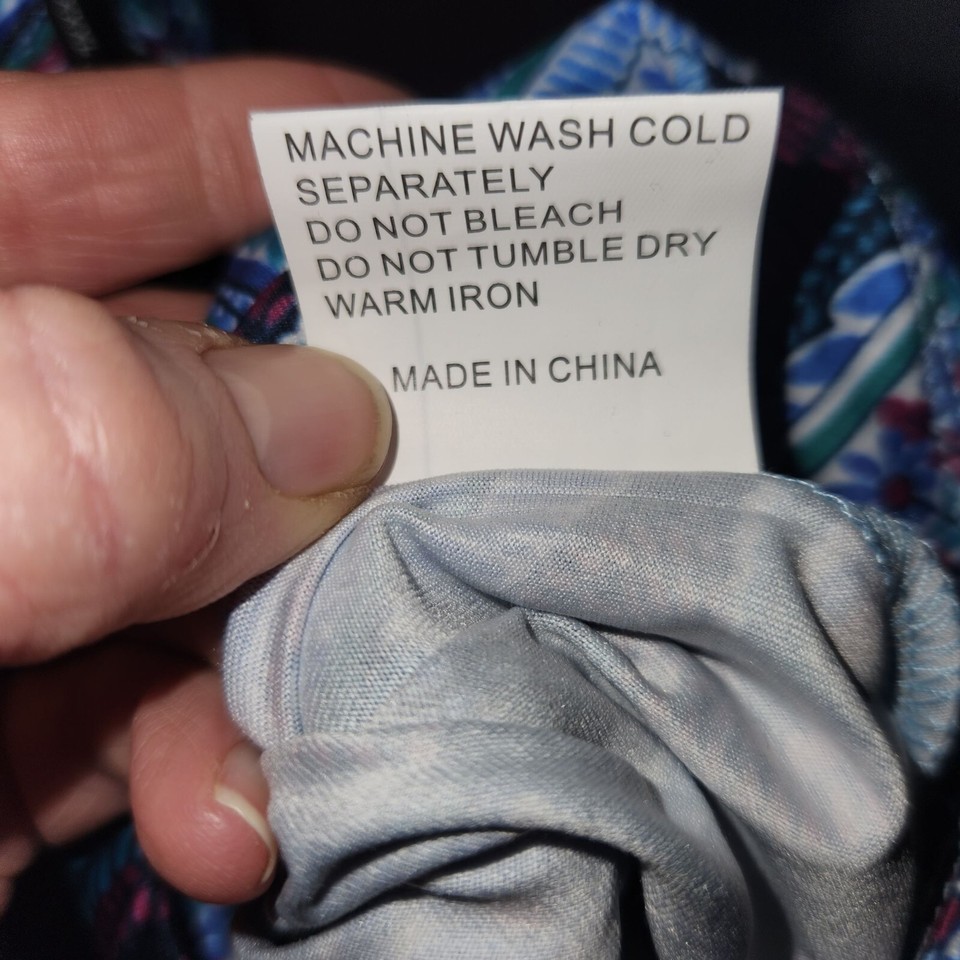 MACHINE WASH COLD
SEPARATELY
DO NOT BLEACH
DO NOT TUMBLE DRY
WARM IRON
MADE IN CHINA